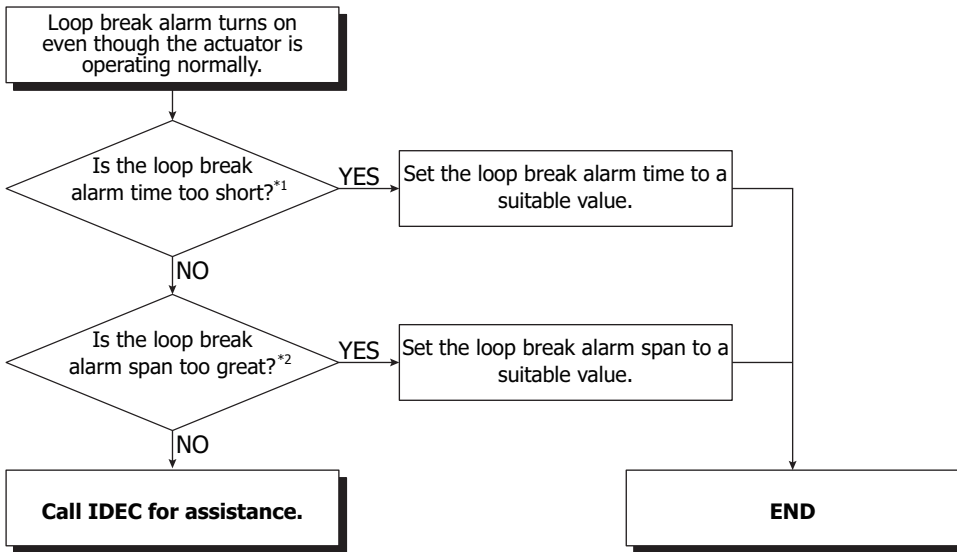 Loop break alarm turns on
even though the actuator is
operating normally.
Is the loop break
alarm time too short?*1
YES
Set the loop break alarm time to a
suitable value.
NO
Is the loop break
alarm span too great?*2
YES
Set the loop break alarm span to a
suitable value.
NO
Call IDEC for assistance.
END